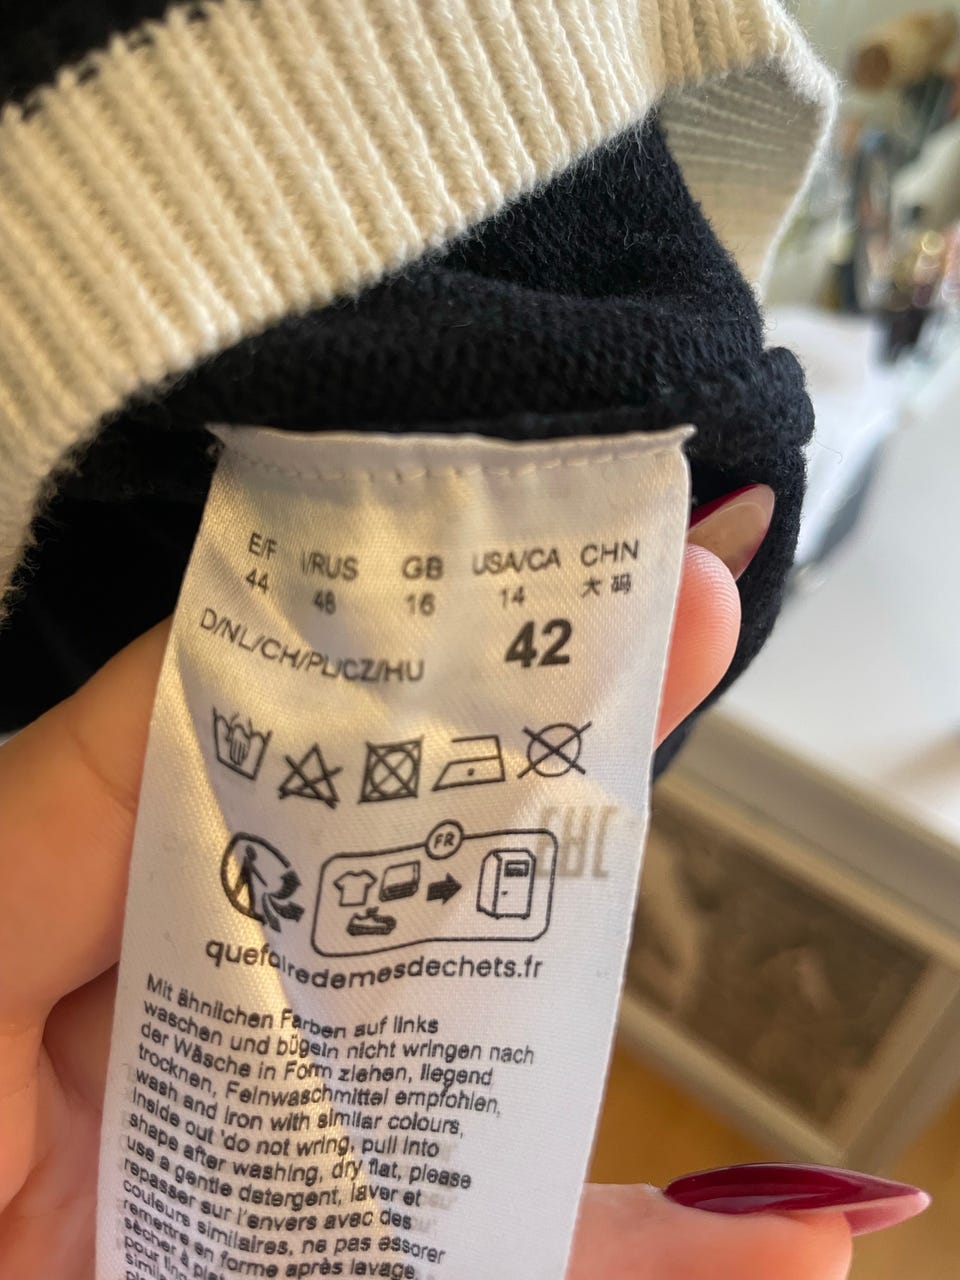 E/F I/RUS GB USA/CA CHN
44 48 16 14 大码
D/NL/CH/PL/CZ/HU 42
FR
EAC
quefairedemesdechets.fr
Mit ähnlichen Farben auf links
waschen und bügeln nicht wringen nach
der Wäsche in Form ziehen, liegend
trocknen, Feinwaschmittel empfohlen,
wash and iron with similar colours,
inside out do not wring, pull into
shape after washing, dry flat, please
use a gentle detergent, laver et
repasser sur l'envers avec des
couleurs similaires, ne pas essorer
remettre en forme après lavage,
sécher à plat
pour lin